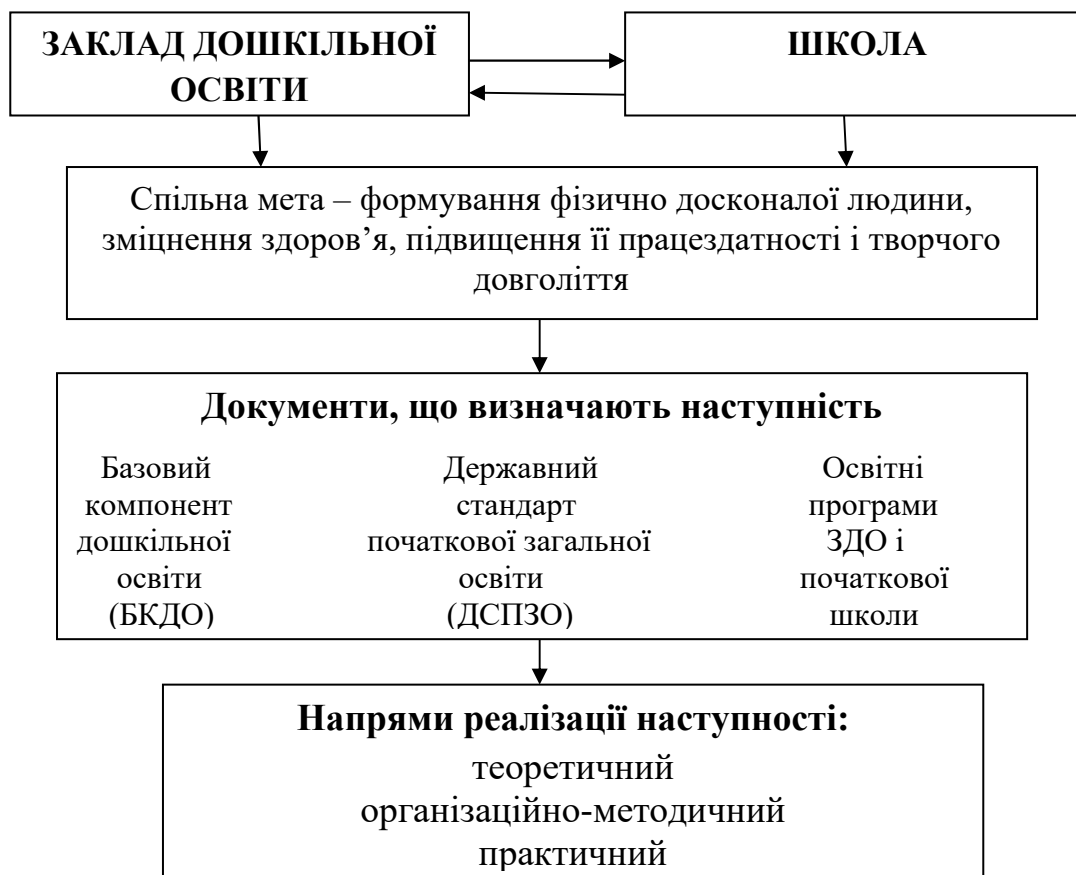 ЗАКЛАД ДОШКІЛЬНОЇ
ОСВІТИ
ШКОЛА
Спільна мета – формування фізично досконалої людини,
зміцнення здоров’я, підвищення її працездатності і творчого
довголіття
Документи, що визначають наступність
Базовий
компонент
дошкільної
освіти
(БКДО)
Державний
стандарт
початкової загальної
освіти
(ДСПЗО)
Освітні
програми
ЗДО і
початкової
школи
Напрями реалізації наступності:
теоретичний
організаційно-методичний
практичний